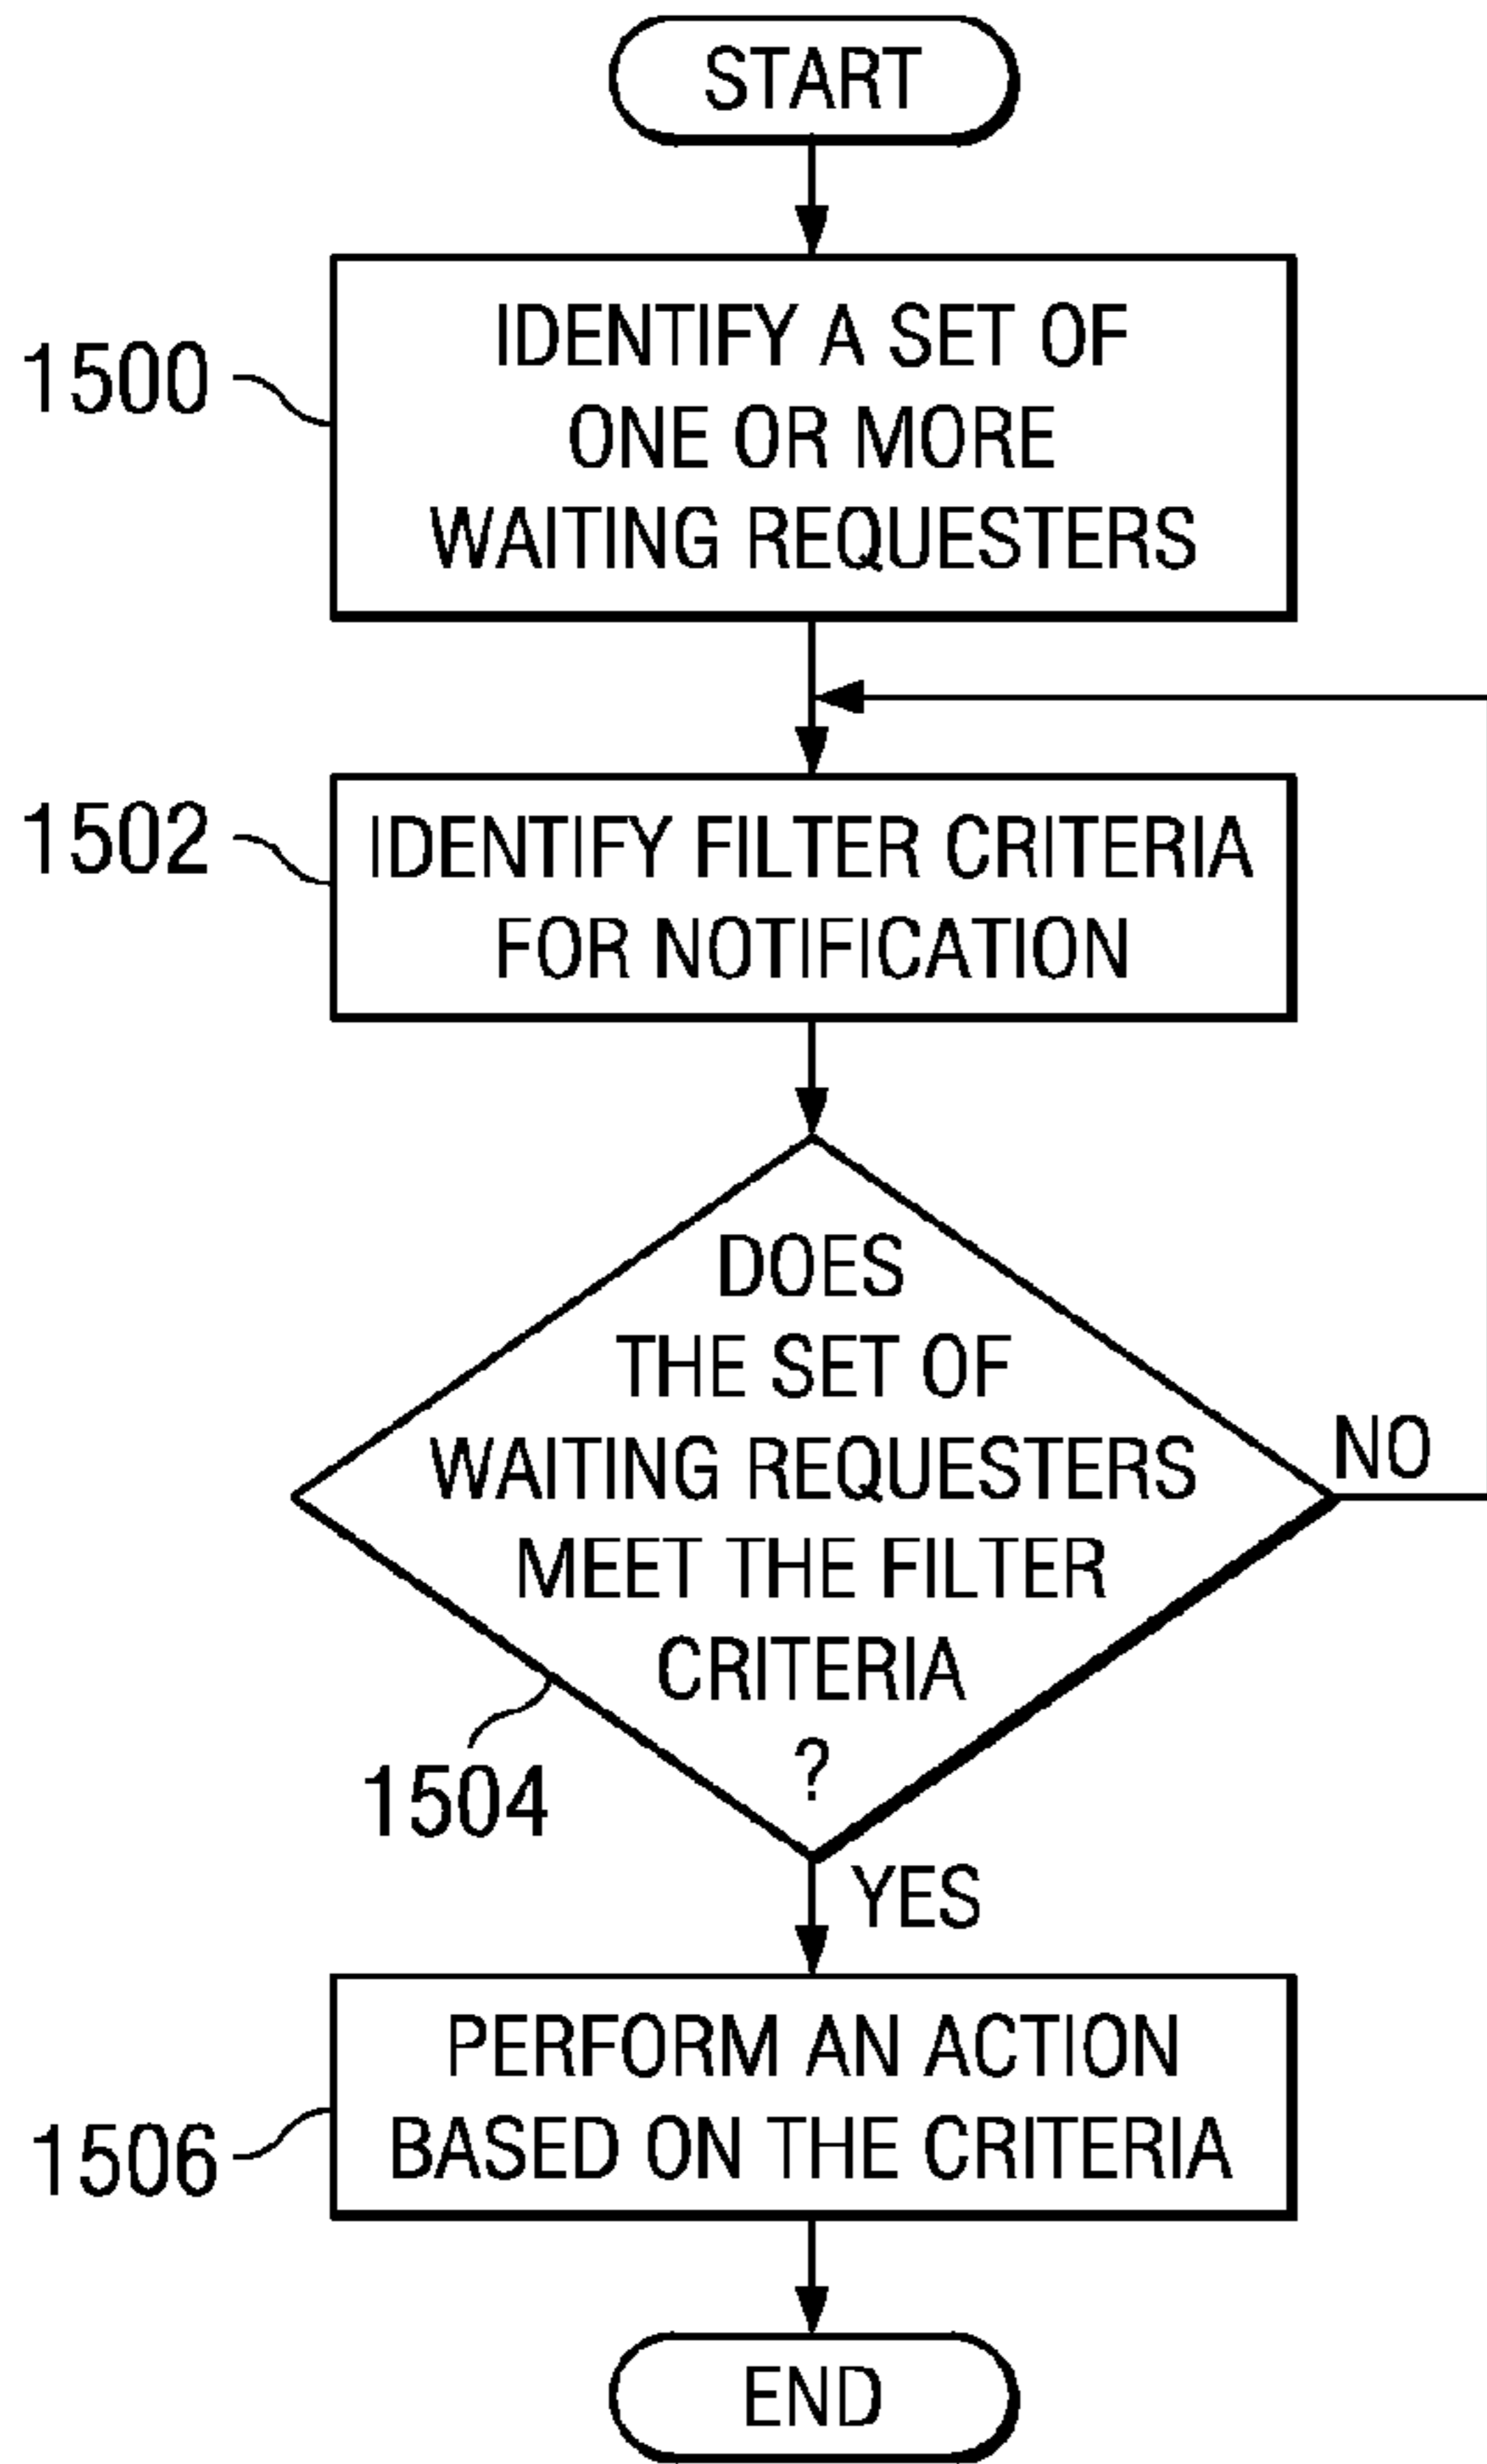 START
1500
IDENTIFY A SET OF
ONE OR MORE
WAITING REQUESTERS
1502
IDENTIFY FILTER CRITERIA
FOR NOTIFICATION
DOES
THE SET OF
WAITING REQUESTERS
MEET THE FILTER
CRITERIA
?
NO
1504
YES
PERFORM AN ACTION
BASED ON THE CRITERIA
1506
END